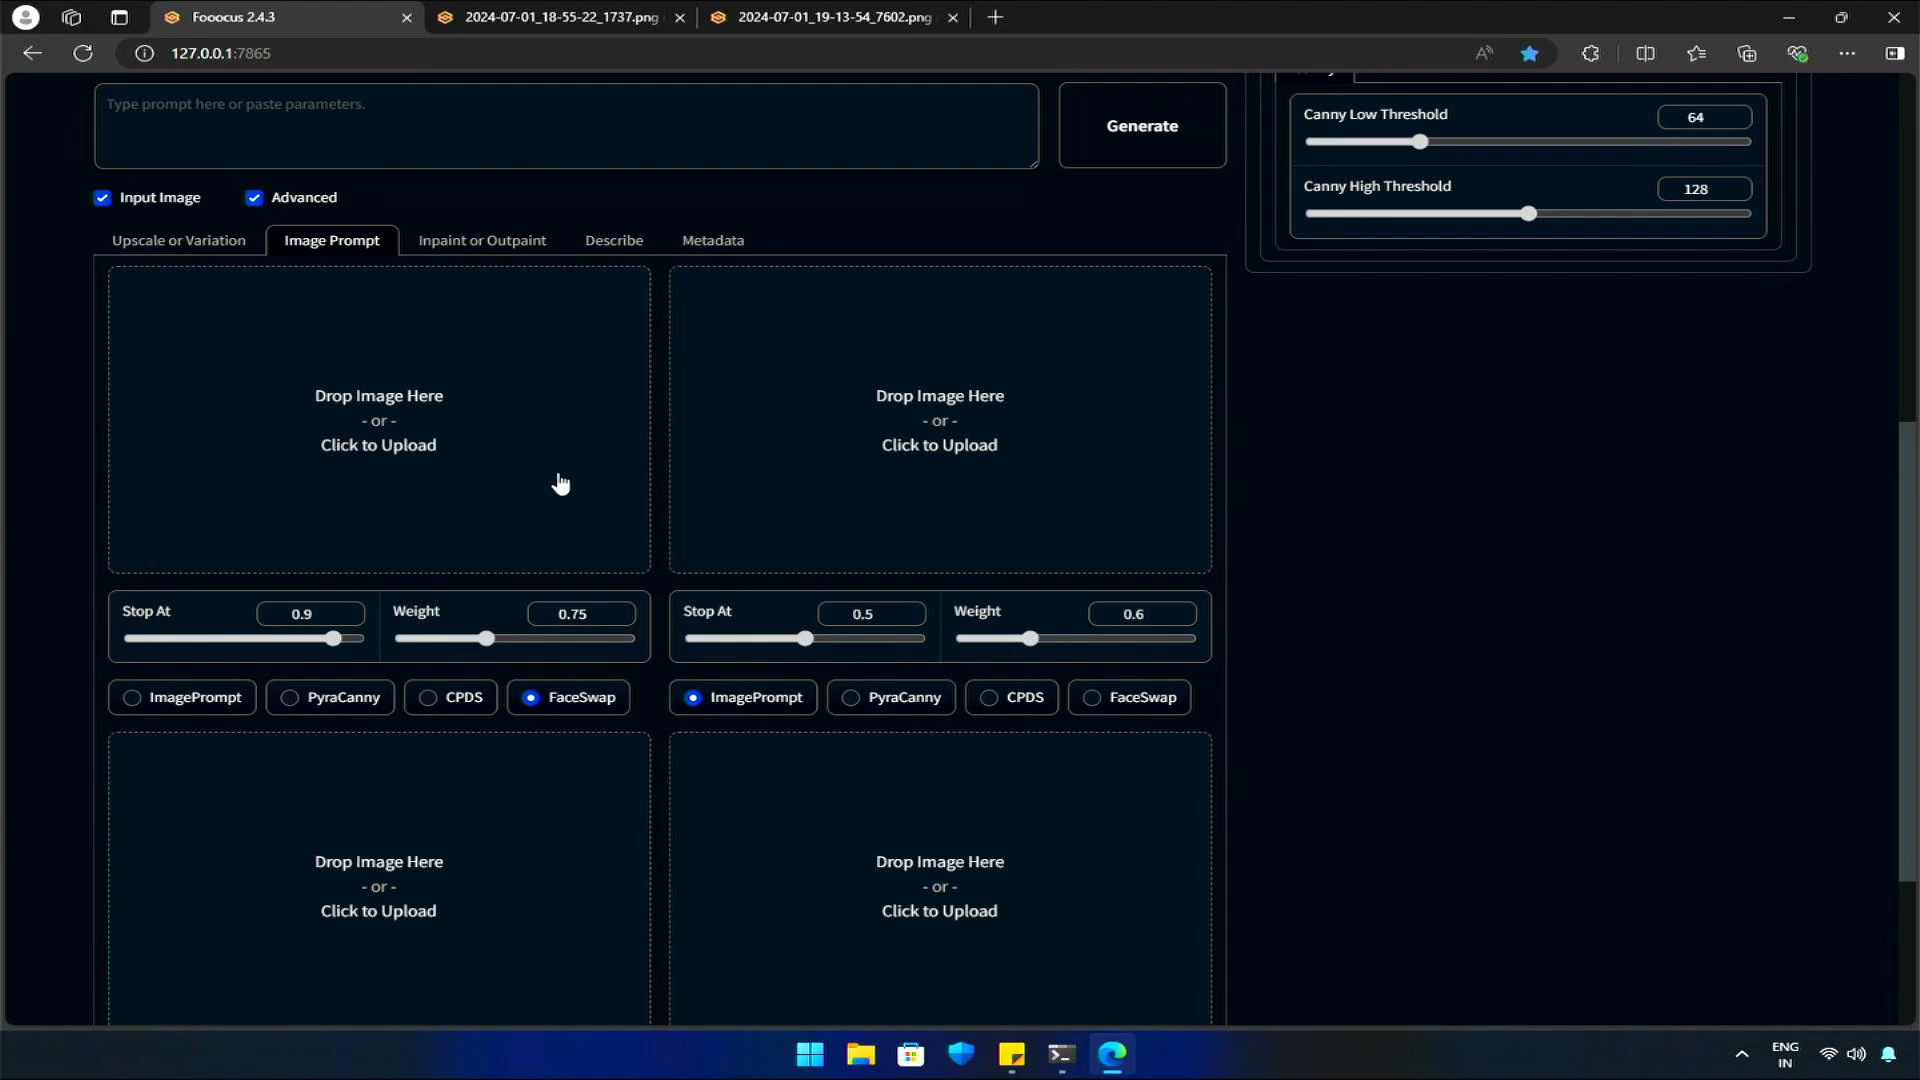 Fooocus 2.4.3
2024-07-01_18-55-22_1737.png
2024-07-01_19-13-54_7602.png
127.0.0.1:7865
Type prompt here or paste parameters.
Generate
Input Image
Advanced
Upscale or Variation
Image Prompt
Inpaint or Outpaint
Describe
Metadata
Drop Image Here
- or -
Click to Upload
Drop Image Here
- or -
Click to Upload
Stop At
0.9
Weight
0.75
Stop At
0.5
Weight
0.6
ImagePrompt
PyraCanny
CPDS
FaceSwap
ImagePrompt
PyraCanny
CPDS
FaceSwap
Drop Image Here
- or -
Click to Upload
Drop Image Here
- or -
Click to Upload
Canny Low Threshold
64
Canny High Threshold
128
ENG
IN